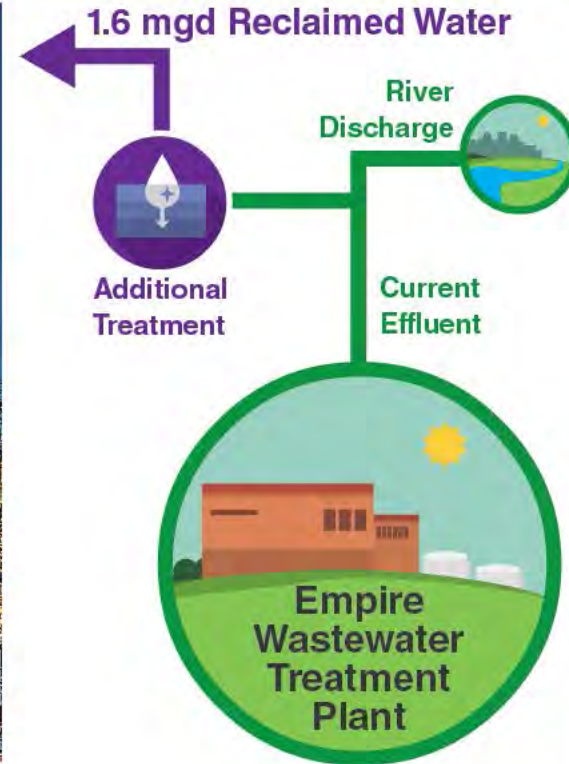 1.6 mgd Reclaimed Water
River
Discharge
Additional
Treatment
Current
Effluent
Empire
Wastewater
Treatment
Plant